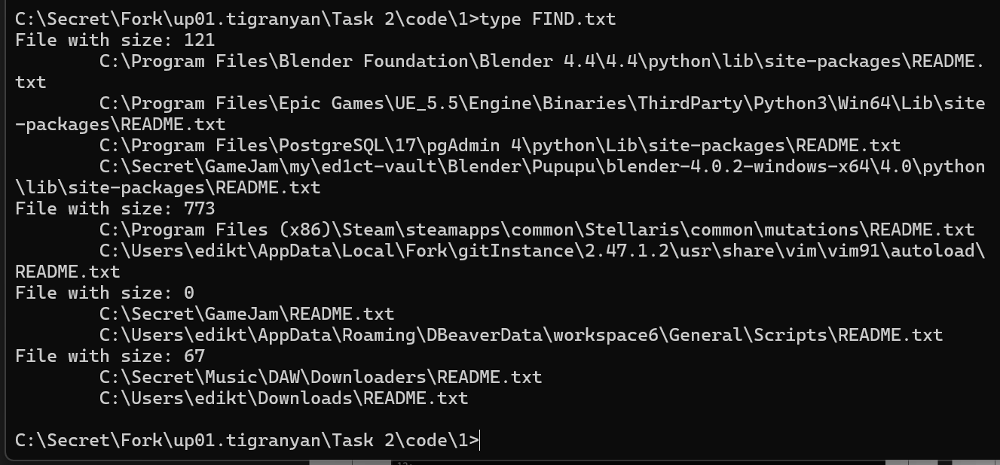 C:\Secret\Fork\up01.tigranyan\Task 2\code\1>type FIND.txt
File with size: 121
        C:\Program Files\Blender Foundation\Blender 4.4\4.4\python\lib\site-packages\README.
txt
        C:\Program Files\Epic Games\UE_5.5\Engine\Binaries\ThirdParty\Python3\Win64\Lib\site
-packages\README.txt
        C:\Program Files\PostgreSQL\17\pgAdmin 4\python\Lib\site-packages\README.txt
        C:\Secret\GameJam\my\ed1ct-vault\Blender\Pupupu\blender-4.0.2-windows-x64\4.0\python
\lib\site-packages\README.txt
File with size: 773
        C:\Program Files (x86)\Steam\steamapps\common\Stellaris\common\mutations\README.txt
        C:\Users\edikt\AppData\Local\Fork\gitInstance\2.47.1.2\usr\share\vim\vim91\autoload\
README.txt
File with size: 0
        C:\Secret\GameJam\README.txt
        C:\Users\edikt\AppData\Roaming\DBeaverData\workspace6\General\Scripts\README.txt
File with size: 67
        C:\Secret\Music\DAW\Downloaders\README.txt
        C:\Users\edikt\Downloads\README.txt
C:\Secret\Fork\up01.tigranyan\Task 2\code\1>